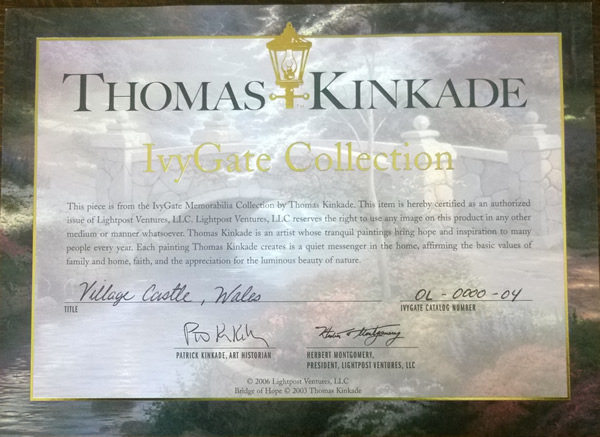 THOMAS KINKADE
IvyGate Collection
This piece is from the IvyGate Memorabilia Collection by Thomas Kinkade. This item is hereby certified as an authorized
issue of Lightpost Ventures, LLC. Lightpost Ventures, LLC reserves the right to use any image on this product in any other
medium or manner whatsoever. Thomas Kinkade is an artist whose tranquil paintings bring hope and inspiration to many
people every year. Each painting Thomas Kinkade creates is a quiet messenger in the home, affirming the basic values of
family and home, faith, and the appreciation for the luminous beauty of nature.
Village Castle, Wales OL-0000-04
TITLE IVYGATE CATALOG NUMBER
PATRICK KINKADE, ART HISTORIAN HERBERT MONTGOMERY,
PRESIDENT, LIGHTPOST VENTURES, LLC
© 2006 Lightpost Ventures, LLC
Bridge of Hope © 2003 Thomas Kinkade